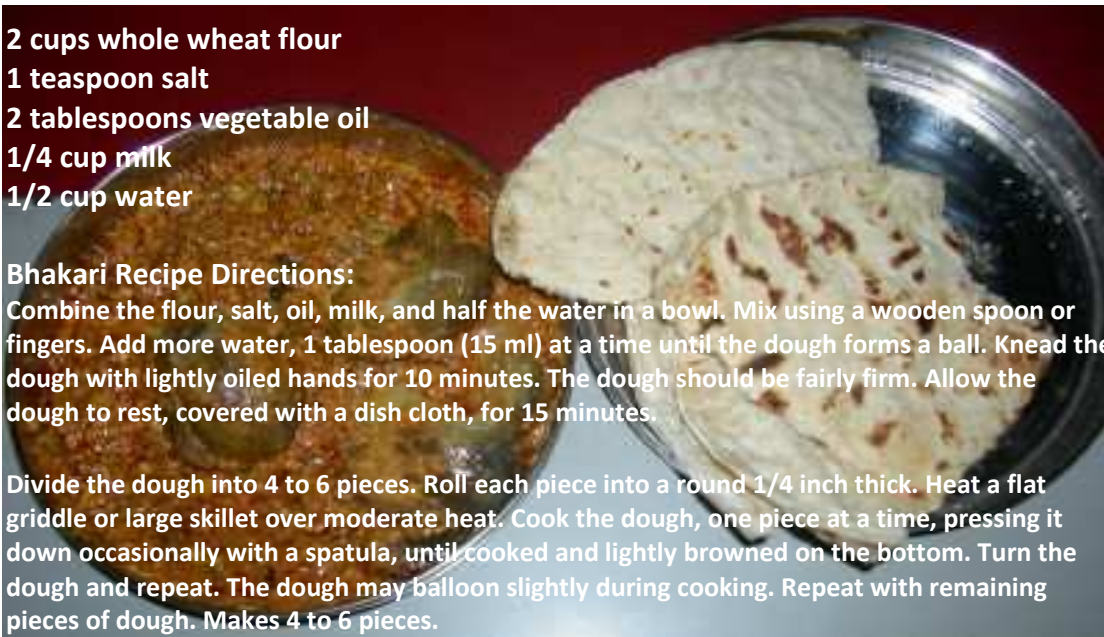 2 cups whole wheat flour
1 teaspoon salt
2 tablespoons vegetable oil
1/4 cup milk
1/2 cup water
Bhakari Recipe Directions:
Combine the flour, salt, oil, milk, and half the water in a bowl. Mix using a wooden spoon or
fingers. Add more water, 1 tablespoon (15 ml) at a time until the dough forms a ball. Knead the
dough with lightly oiled hands for 10 minutes. The dough should be fairly firm. Allow the
dough to rest, covered with a dish cloth, for 15 minutes.
Divide the dough into 4 to 6 pieces. Roll each piece into a round 1/4 inch thick. Heat a flat
griddle or large skillet over moderate heat. Cook the dough, one piece at a time, pressing it
down occasionally with a spatula, until cooked and lightly browned on the bottom. Turn the
dough and repeat. The dough may balloon slightly during cooking. Repeat with remaining
pieces of dough. Makes 4 to 6 pieces.